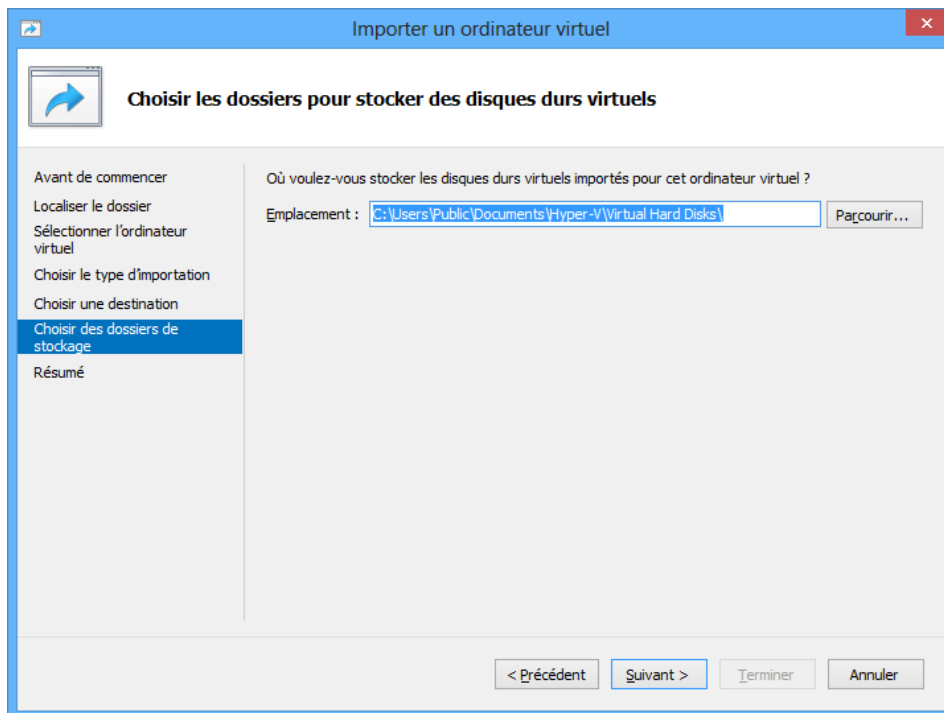 Importer un ordinateur virtuel
Choisir les dossiers pour stocker des disques durs virtuels
Avant de commencer
Localiser le dossier
Sélectionner l'ordinateur
virtuel
Choisir le type d'importation
Choisir une destination
Choisir des dossiers de
stockage
Résumé
Où voulez-vous stocker les disques durs virtuels importés pour cet ordinateur virtuel ?
Emplacement : C:\Users\Public\Documents\Hyper-V\Virtual Hard Disks\ Parcourir...
< Précédent Suivant > Terminer Annuler